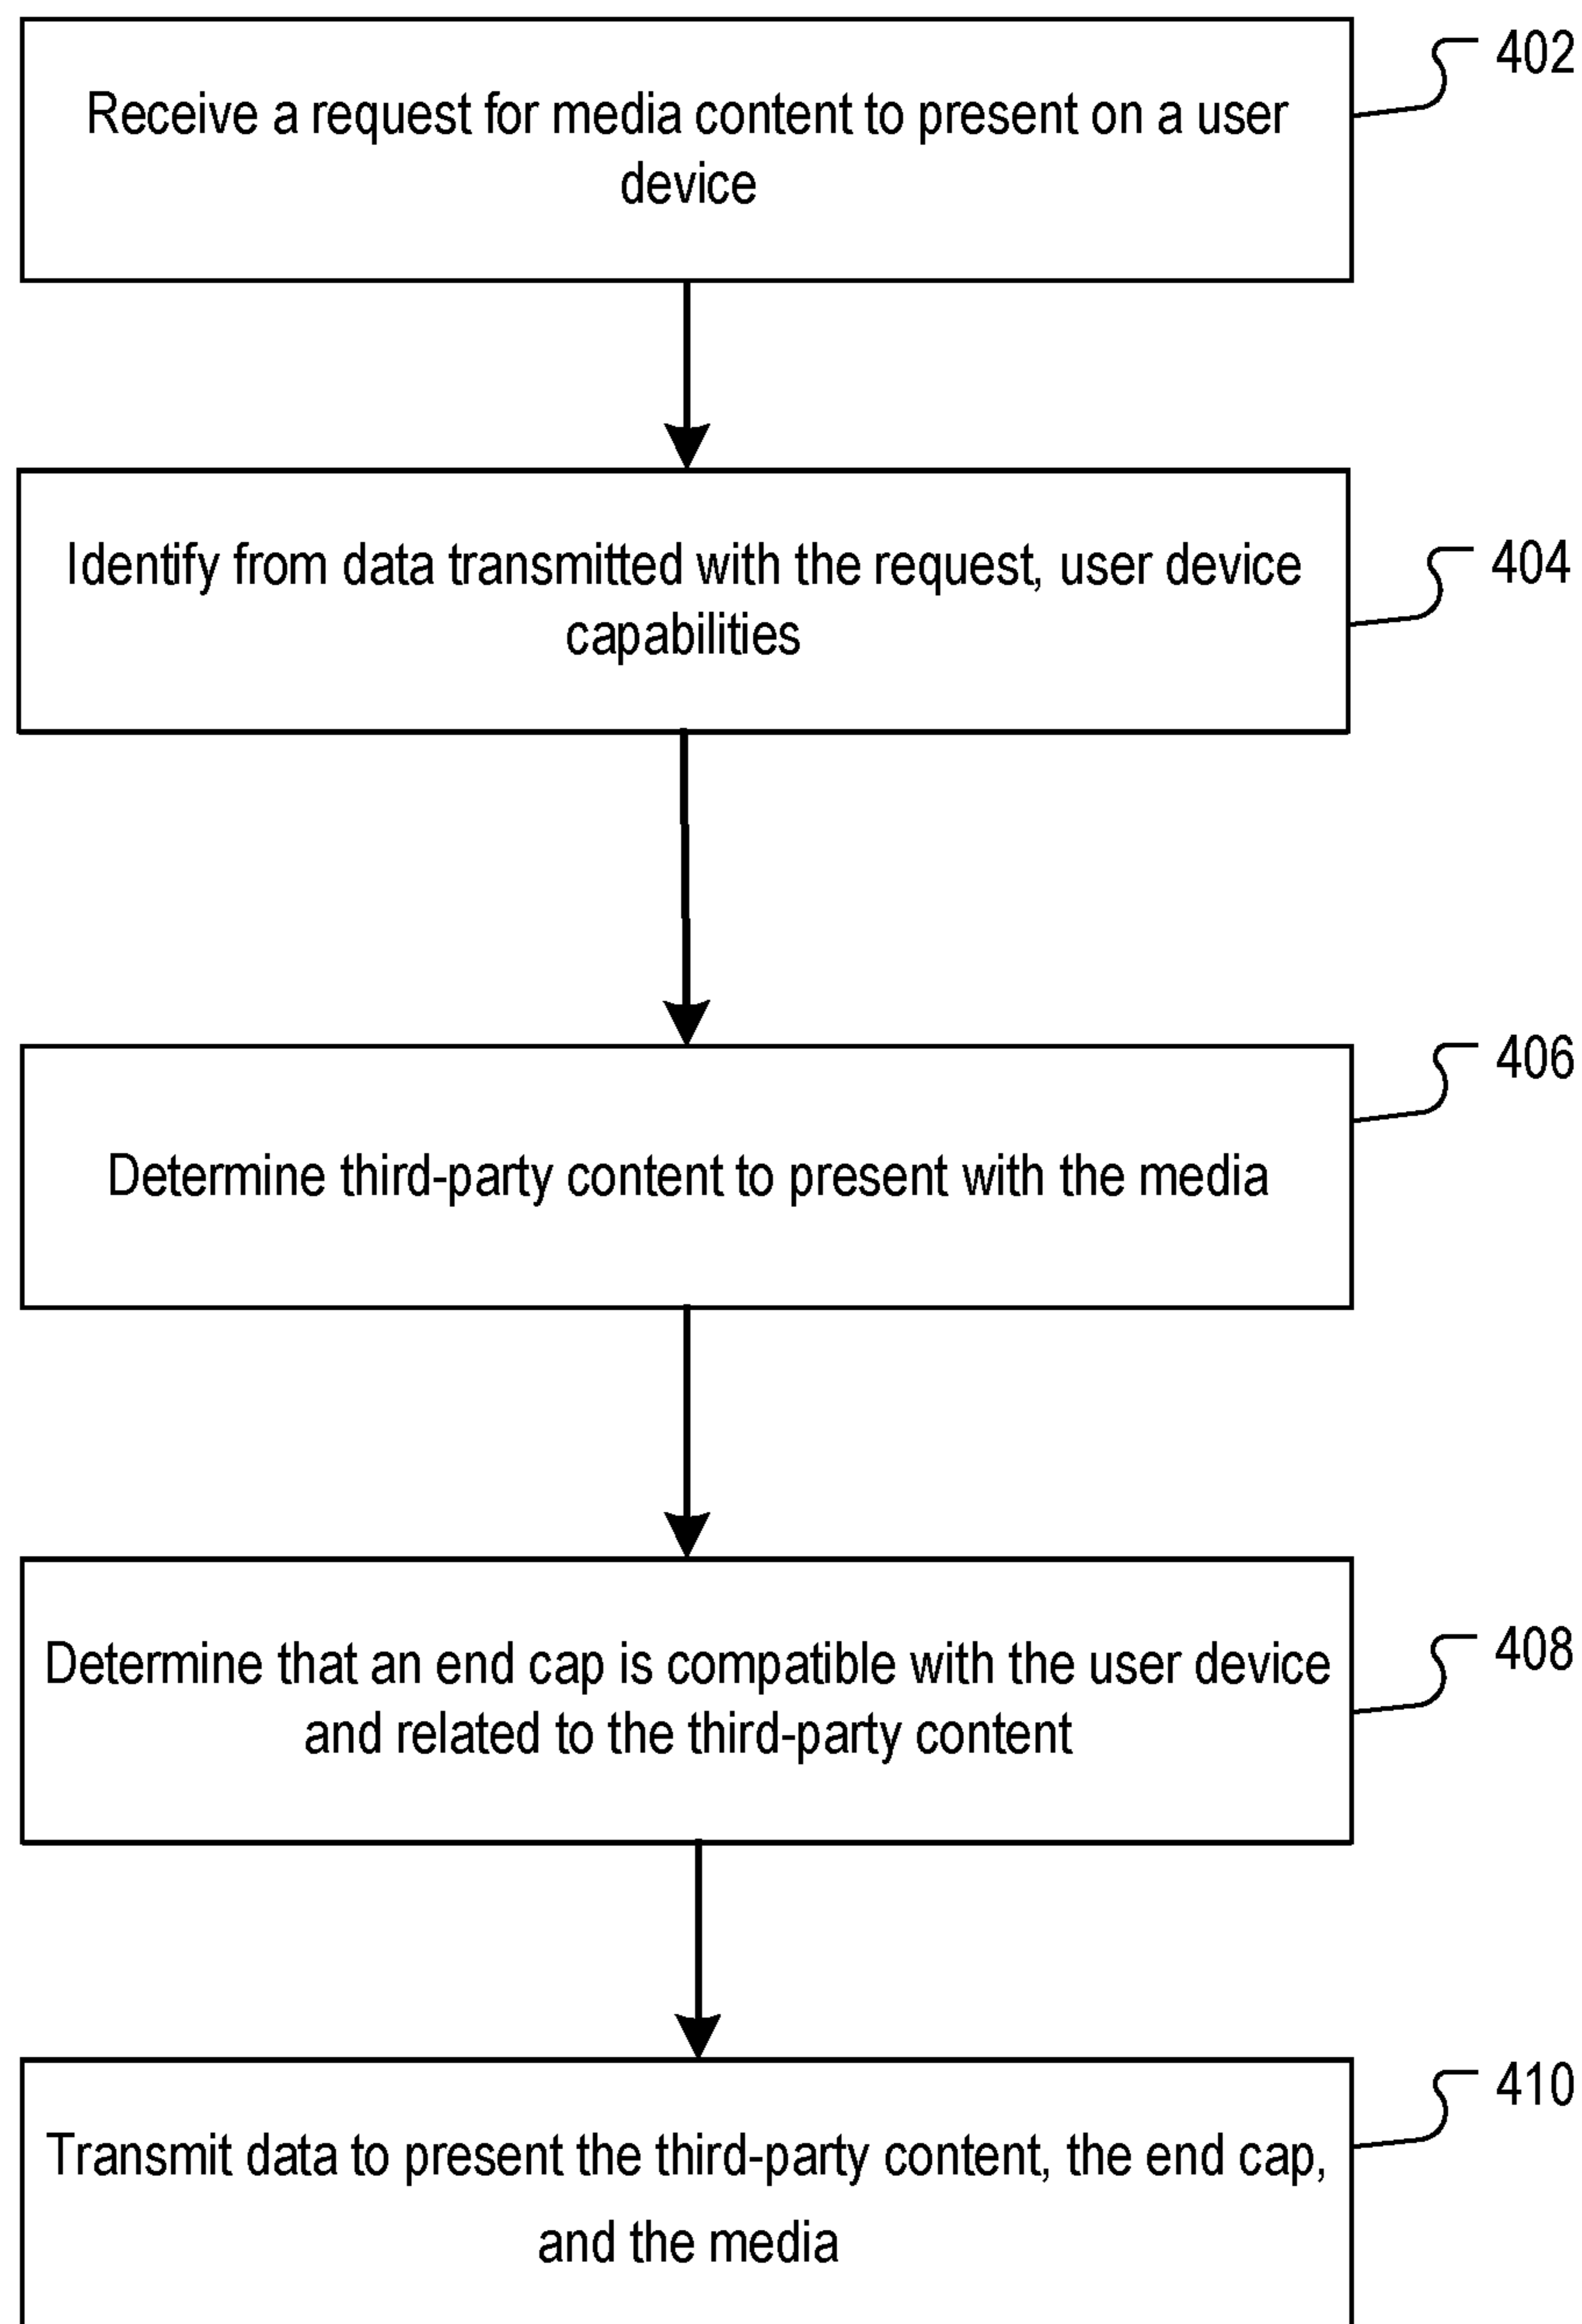 Receive a request for media content to present on a user
device
402
Identify from data transmitted with the request, user device
capabilities
404
Determine third-party content to present with the media
406
Determine that an end cap is compatible with the user device
and related to the third-party content
408
Transmit data to present the third-party content, the end cap,
and the media
410